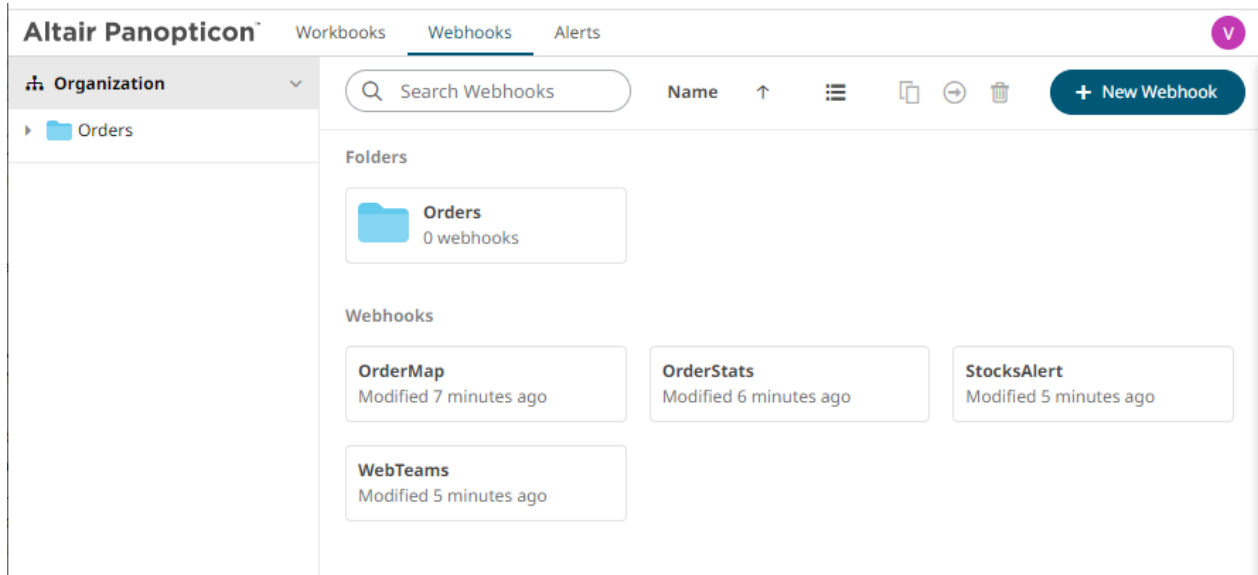 Altair Panopticon™ Workbooks Webhooks Alerts V
Organization
Orders
Search Webhooks Name ↑ + New Webhook
Folders
Orders
0 webhooks
Webhooks
OrderMap
Modified 7 minutes ago
OrderStats
Modified 6 minutes ago
StocksAlert
Modified 5 minutes ago
WebTeams
Modified 5 minutes ago